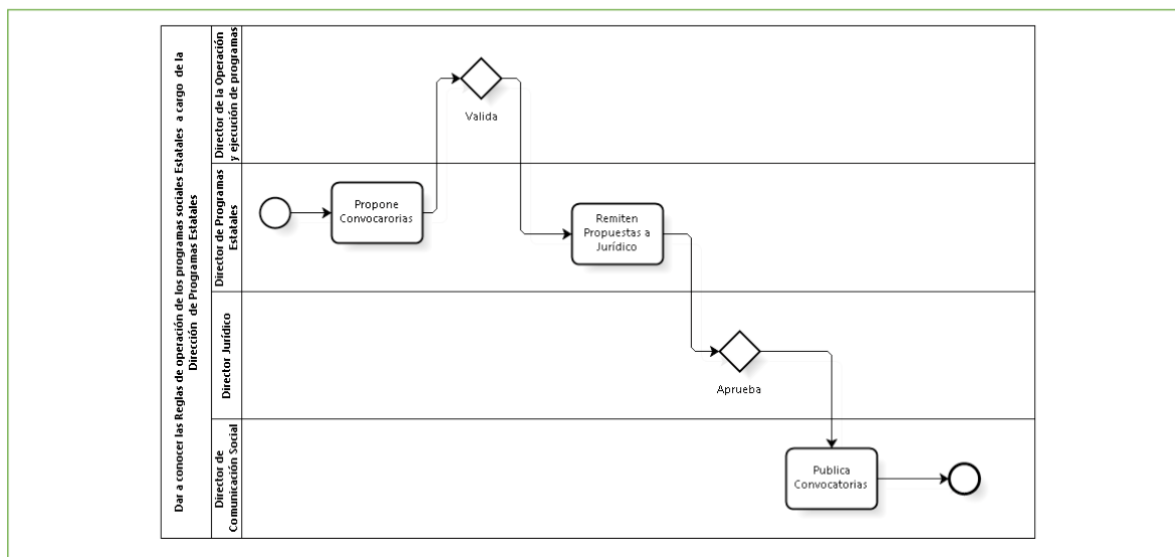 Dar a conocer las Reglas de operación de los programas sociales Estatales a cargo de la
Dirección de Programas Estatales
Director de la Operación
y ejecución de programas
Valida
Director de Programas
Estatales
Propone
Convocarorias
Remiten
Propuestas a
Jurídico
Director Jurídico
Aprueba
Director de
Comunicación Social
Publica
Convocatorias